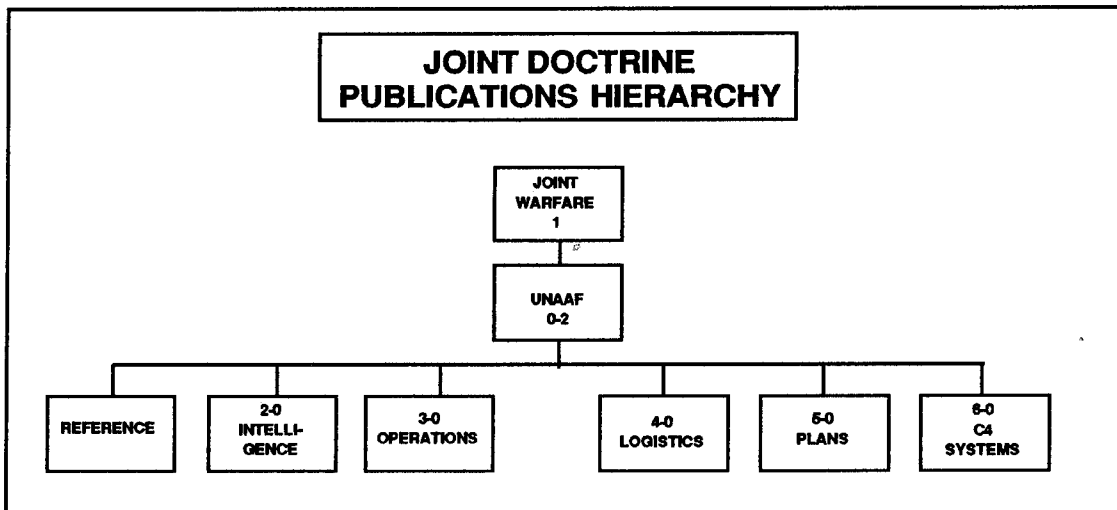 JOINT DOCTRINE
PUBLICATIONS HIERARCHY
JOINT
WARFARE
1
UNAAF
0-2
REFERENCE
2-0
INTELLI-
GENCE
3-0
OPERATIONS
4-0
LOGISTICS
5-0
PLANS
6-0
C4
SYSTEMS